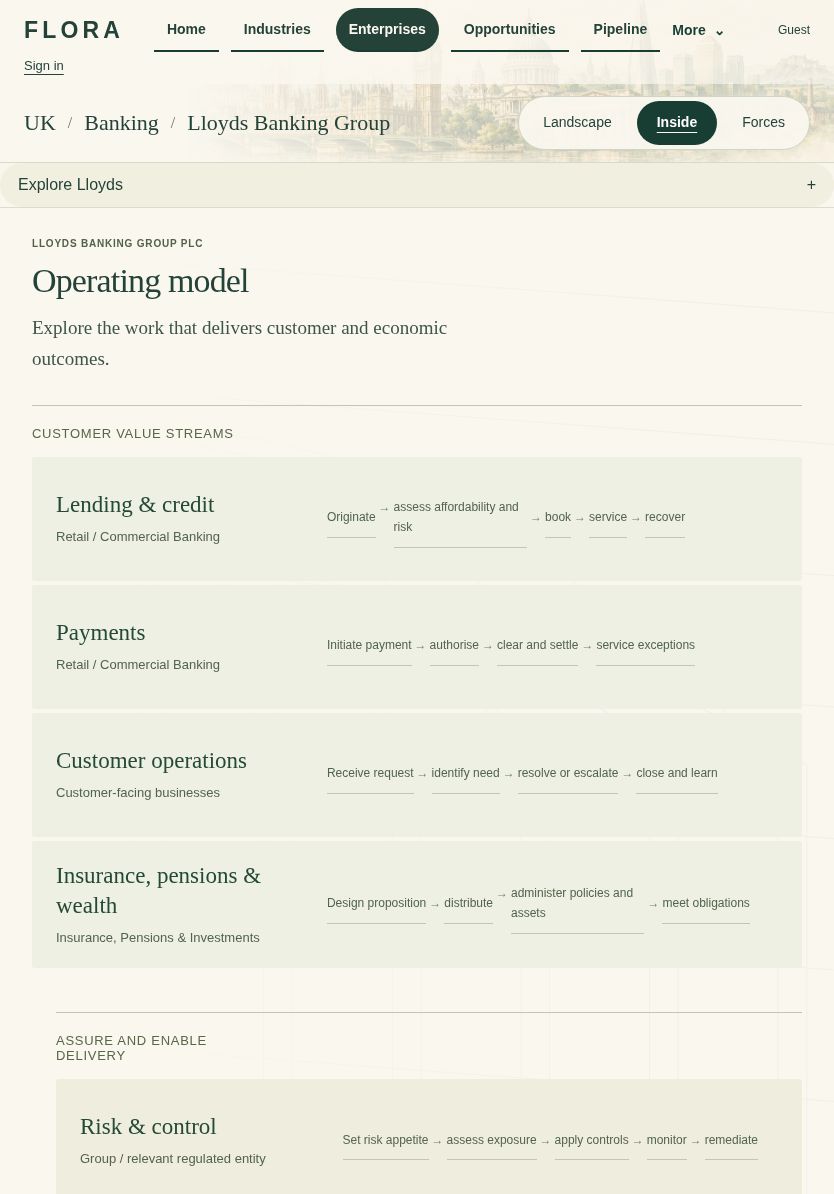 FLORA
Home
Industries
Enterprises
Opportunities
Pipeline
More ⌄
Guest
Sign in
UK / Banking / Lloyds Banking Group
Landscape
Inside
Forces
Explore Lloyds +
LLOYDS BANKING GROUP PLC
Operating model
Explore the work that delivers customer and economic
outcomes.
CUSTOMER VALUE STREAMS
Lending & credit
Retail / Commercial Banking
Originate → assess affordability and
risk → book → service → recover
Payments
Retail / Commercial Banking
Initiate payment → authorise → clear and settle → service exceptions
Customer operations
Customer-facing businesses
Receive request → identify need → resolve or escalate → close and learn
Insurance, pensions &
wealth
Insurance, Pensions & Investments
Design proposition → distribute → administer policies and
assets → meet obligations
ASSURE AND ENABLE
DELIVERY
Risk & control
Group / relevant regulated entity
Set risk appetite → assess exposure → apply controls → monitor → remediate